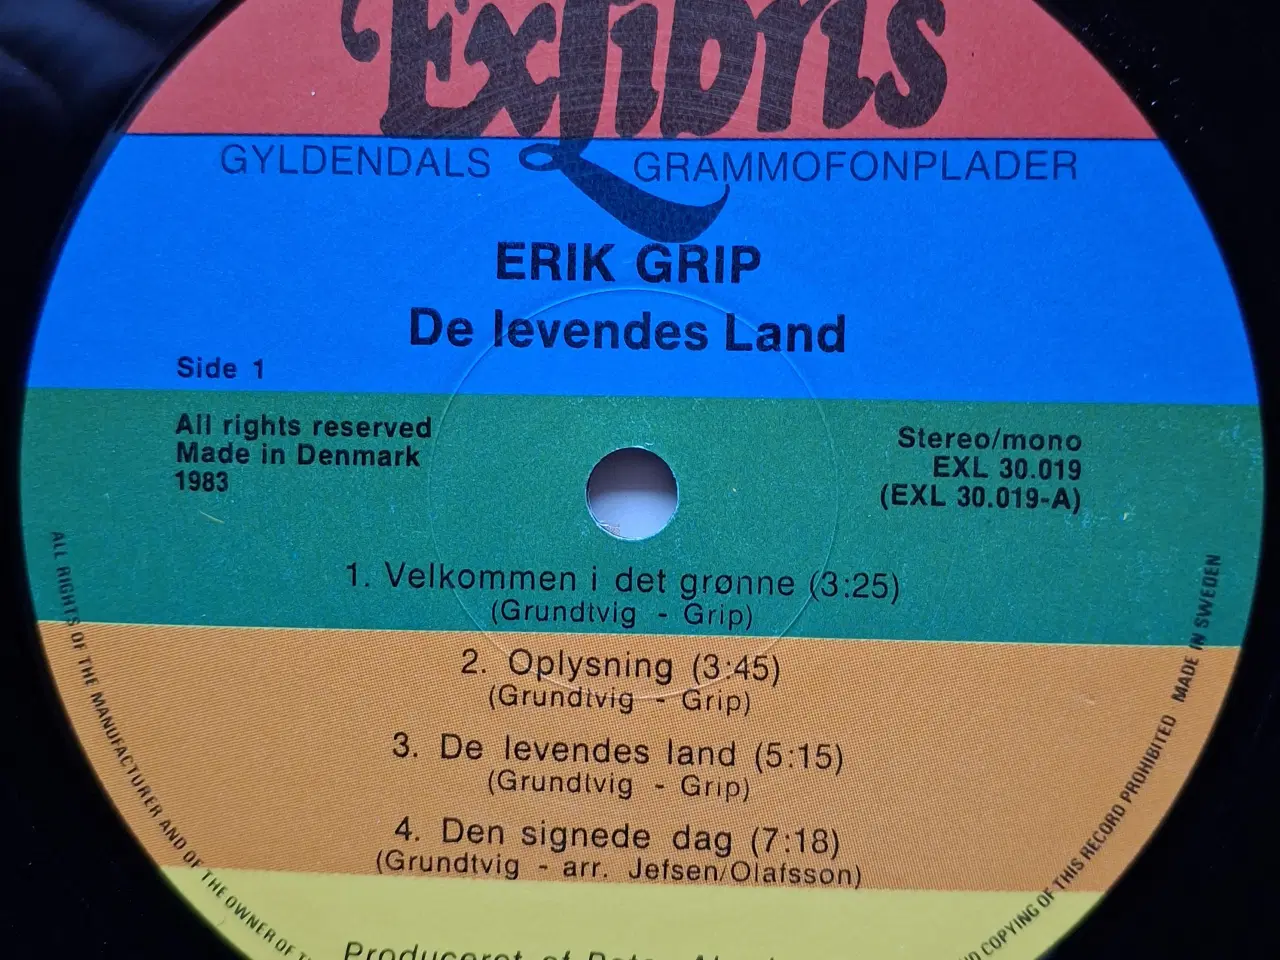 Exlibris
GYLDENDALS GRAMMOFONPLADER
ERIK GRIP
De levendes Land
Side 1
All rights reserved
Made in Denmark
1983
Stereo/mono
EXL 30.019
(EXL 30.019-A)
1. Velkommen i det grønne (3:25)
(Grundtvig - Grip)
2. Oplysning (3:45)
(Grundtvig - Grip)
3. De levendes land (5:15)
(Grundtvig - Grip)
4. Den signede dag (7:18)
(Grundtvig - arr. Jefsen/Olafsson)
Produceret af
ALL RIGHTS OF THE MANUFACTURER AND OF THE OWNER OF
COPYING OF THIS RECORD PROHIBITED MADE IN SWEDEN